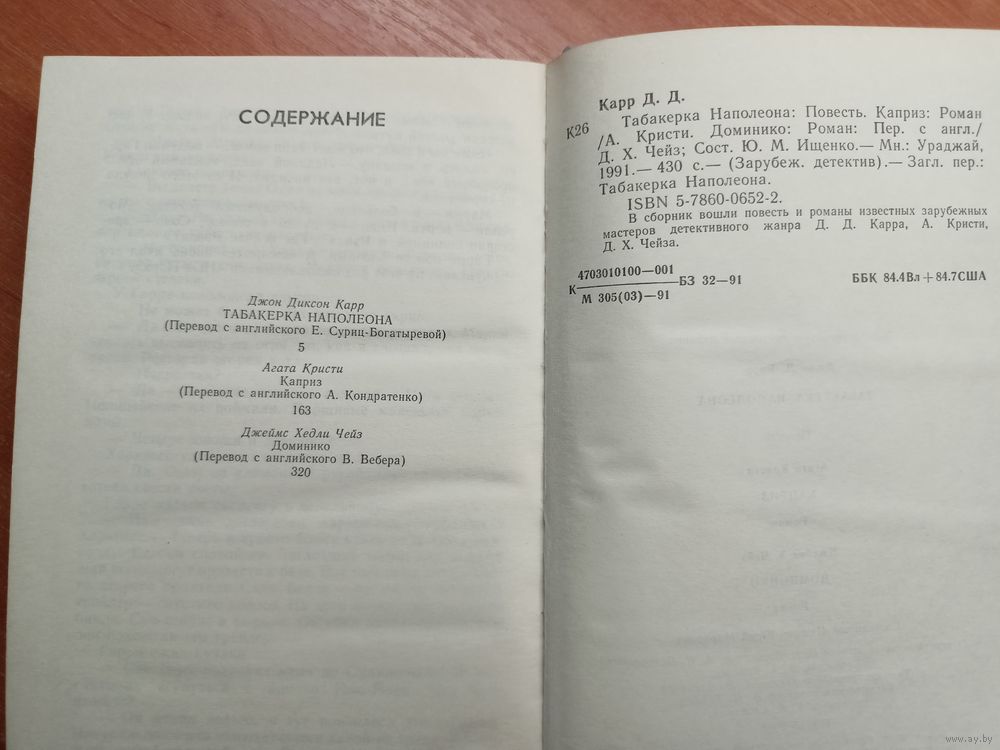 СОДЕРЖАНИЕ
Джон Диксон Карр
ТАБАКЕРКА НАПОЛЕОНА
(Перевод с английского Е. Суриц-Богатыревой)
5
Агата Кристи
Каприз
(Перевод с английского А. Кондратенко)
163
Джеймс Хедли Чейз
Доминико
(Перевод с английского В. Вебера)
320
Карр Д. Д.
К26 Табакерка Наполеона: Повесть. Каприз: Роман
/А. Кристи. Доминико: Роман: Пер. с англ./
Д. Х. Чейз; Сост. Ю. М. Ищенко.— Мн.: Ураджай,
1991.— 430 с.— (Зарубеж. детектив).— Загл. пер.:
Табакерка Наполеона.
ISBN 5-7860-0652-2.
В сборник вошли повесть и романы известных зарубежных
мастеров детективного жанра Д. Д. Карра, А. Кристи,
Д. Х. Чейза.
4703010100—001
К БЗ 32—91 ББК 84.4Вл+84.7США
М 305(03)—91
www.ay.by